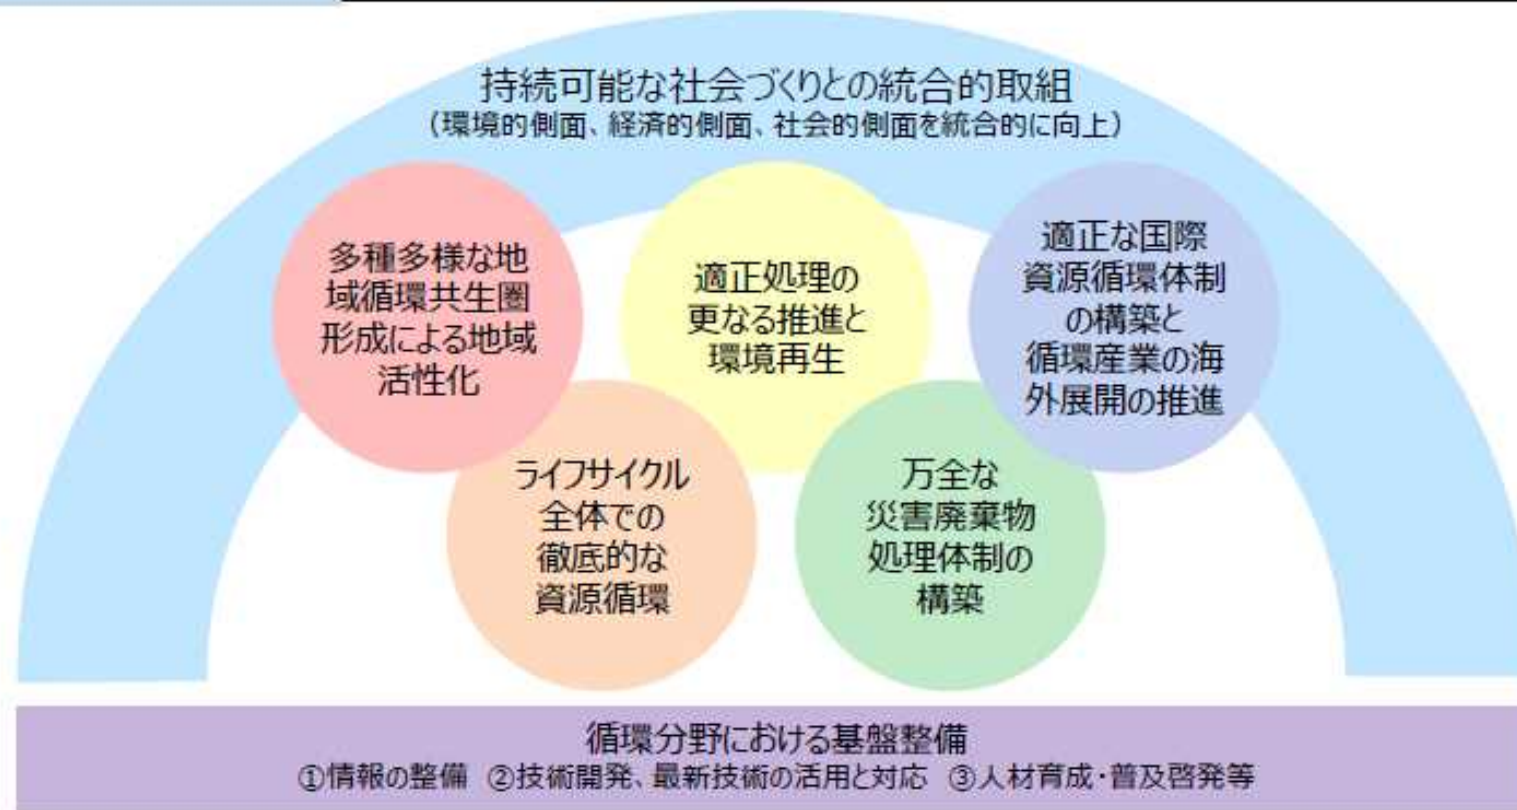 持続可能な社会づくりとの統合的取組
（環境的側面、経済的側面、社会的側面を統合的に向上）
多種多様な地
域循環共生圏
形成による地域
活性化
ライフサイクル
全体での
徹底的な
資源循環
適正処理の
更なる推進と
環境再生
万全な
災害廃棄物
処理体制の
構築
適正な国際
資源循環体制
の構築と
循環産業の海
外展開の推進
循環分野における基盤整備
①情報の整備 ②技術開発、最新技術の活用と対応 ③人材育成・普及啓発等